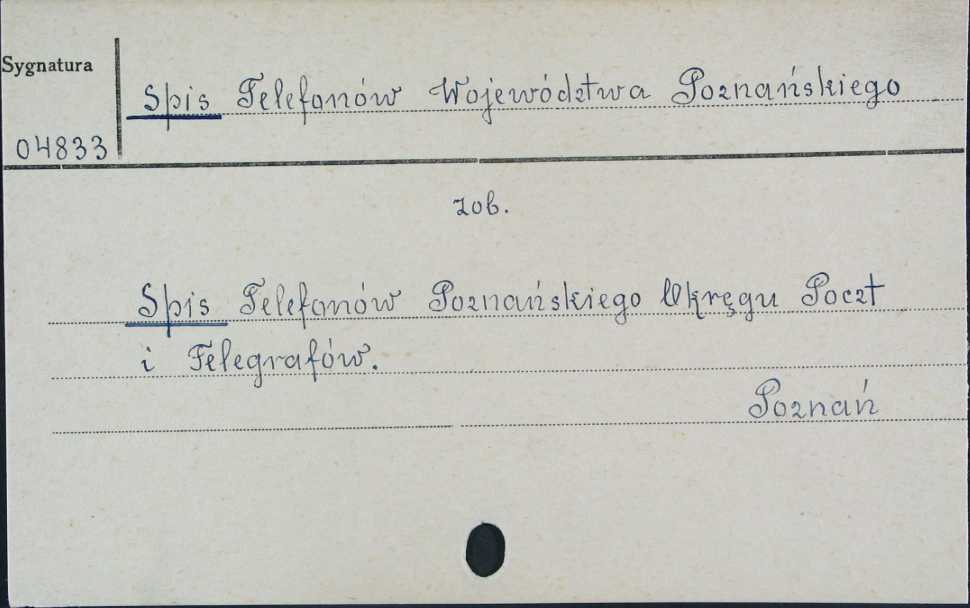 Sygnatura
Spis Telefonów Województwa Poznańskiego
04833
zob.
Spis Telefonów Poznańskiego Okręgu Poczt
i Telegrafów.
Poznań